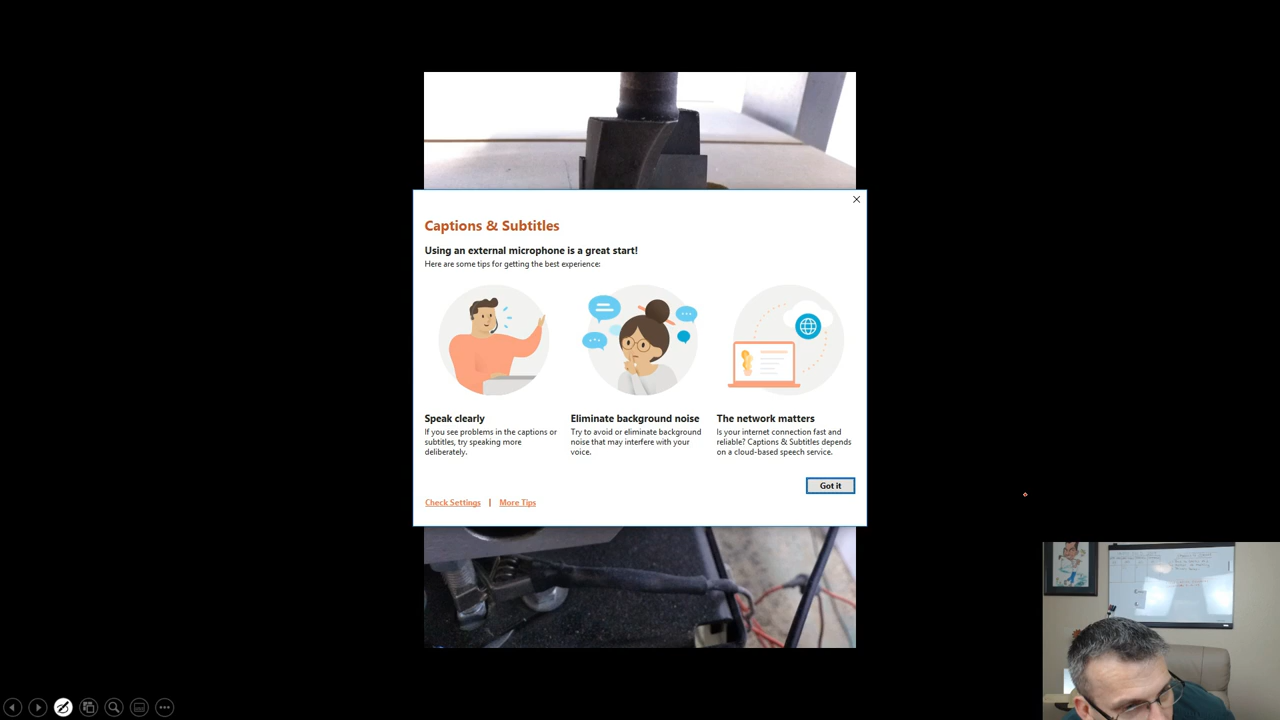 Captions & Subtitles
Using an external microphone is a great start!
Here are some tips for getting the best experience:
Speak clearly
If you see problems in the captions or
subtitles, try speaking more
deliberately.
Eliminate background noise
Try to avoid or eliminate background
noise that may interfere with your
voice.
The network matters
Is your internet connection fast and
reliable? Captions & Subtitles depends
on a cloud-based speech service.
Got it
Check Settings | More Tips